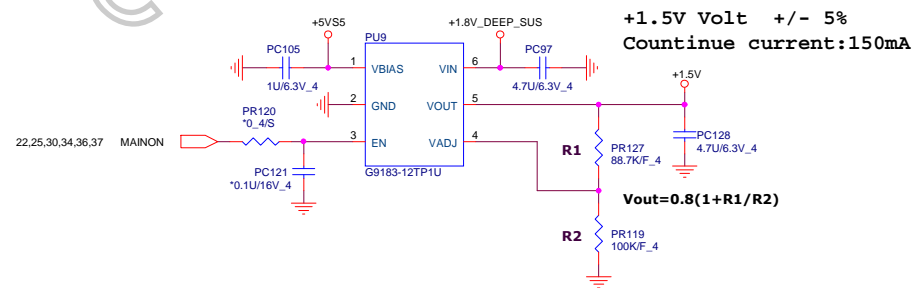 +1.5V Volt +/- 5%
Countinue current:150mA
+5VS5
+1.8V_DEEP_SUS
+1.5V
PU9
PC105
1U/6.3V_4
PC97
4.7U/6.3V_4
1 VBIAS VIN 6
2 GND VOUT 5
3 EN VADJ 4
G9183-12TP1U
PR120
*0_4/S
22,25,30,34,36,37 MAINON
PC121
*0.1U/16V_4
R1
PR127
88.7K/F_4
PC128
4.7U/6.3V_4
Vout=0.8(1+R1/R2)
R2
PR119
100K/F_4